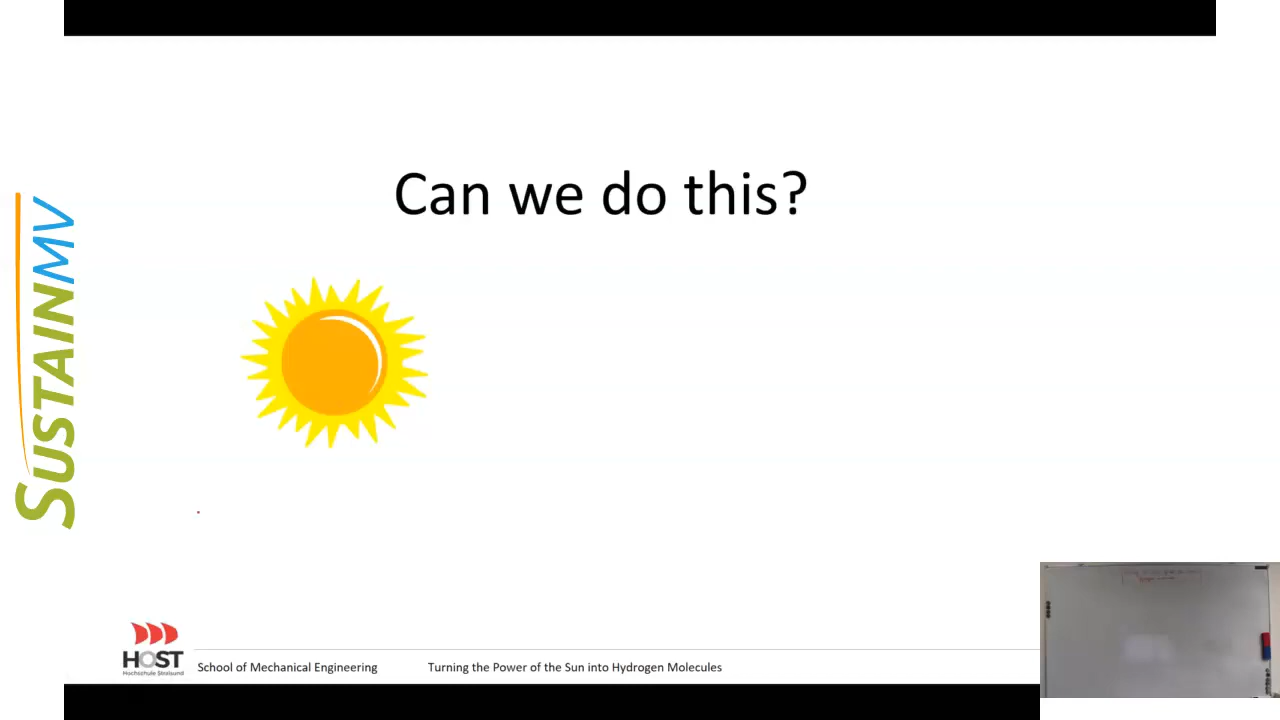 Can we do this?
SUSTAINMV
HOST
Hochschule Stralsund
School of Mechanical Engineering
Turning the Power of the Sun into Hydrogen Molecules